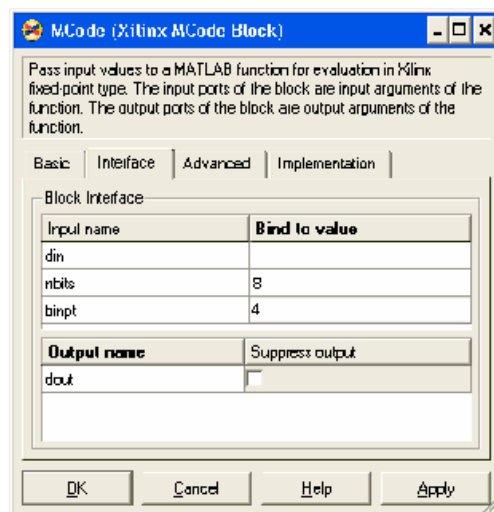 MCode (Xilinx MCode Block)
Pass input values to a MATLAB function for evaluation in Xilinx
fixed-point type. The input ports of the block are input arguments of the
function. The output ports of the block are output arguments of the
function.
Basic Interface Advanced Implementation
Block Interface
Input name Bind to value
din
nbits 8
binpt 4
Output name Suppress output
dout
OK Cancel Help Apply